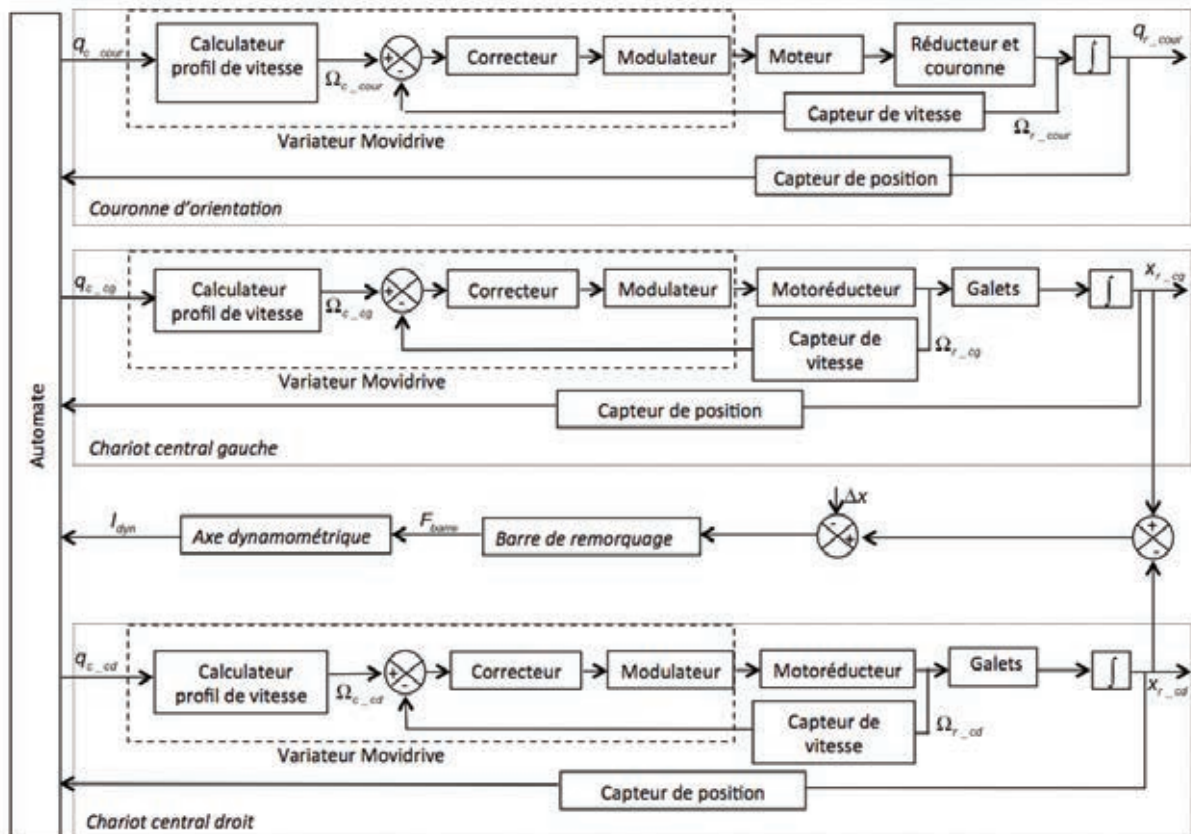 Automate
q_c_cour
Calculateur
profil de vitesse
Ω_c_cour
+
-
Correcteur
Modulateur
Moteur
Réducteur et
couronne
∫
q_r_cour
Capteur de vitesse
Ω_r_cour
Variateur Movidrive
Capteur de position
Couronne d'orientation
q_c_cg
Calculateur
profil de vitesse
Ω_c_cg
+
-
Correcteur
Modulateur
Motoréducteur
Galets
∫
x_r_cg
Capteur de
vitesse
Ω_r_cg
Variateur Movidrive
Capteur de position
Chariot central gauche
I_dyn
Axe dynamométrique
F_barre
Barre de remorquage
Δx
-
+
+
-
q_c_cd
Calculateur
profil de vitesse
Ω_c_cd
+
-
Correcteur
Modulateur
Motoréducteur
Galets
∫
x_r_cd
Capteur de
vitesse
Ω_r_cd
Variateur Movidrive
Capteur de position
Chariot central droit